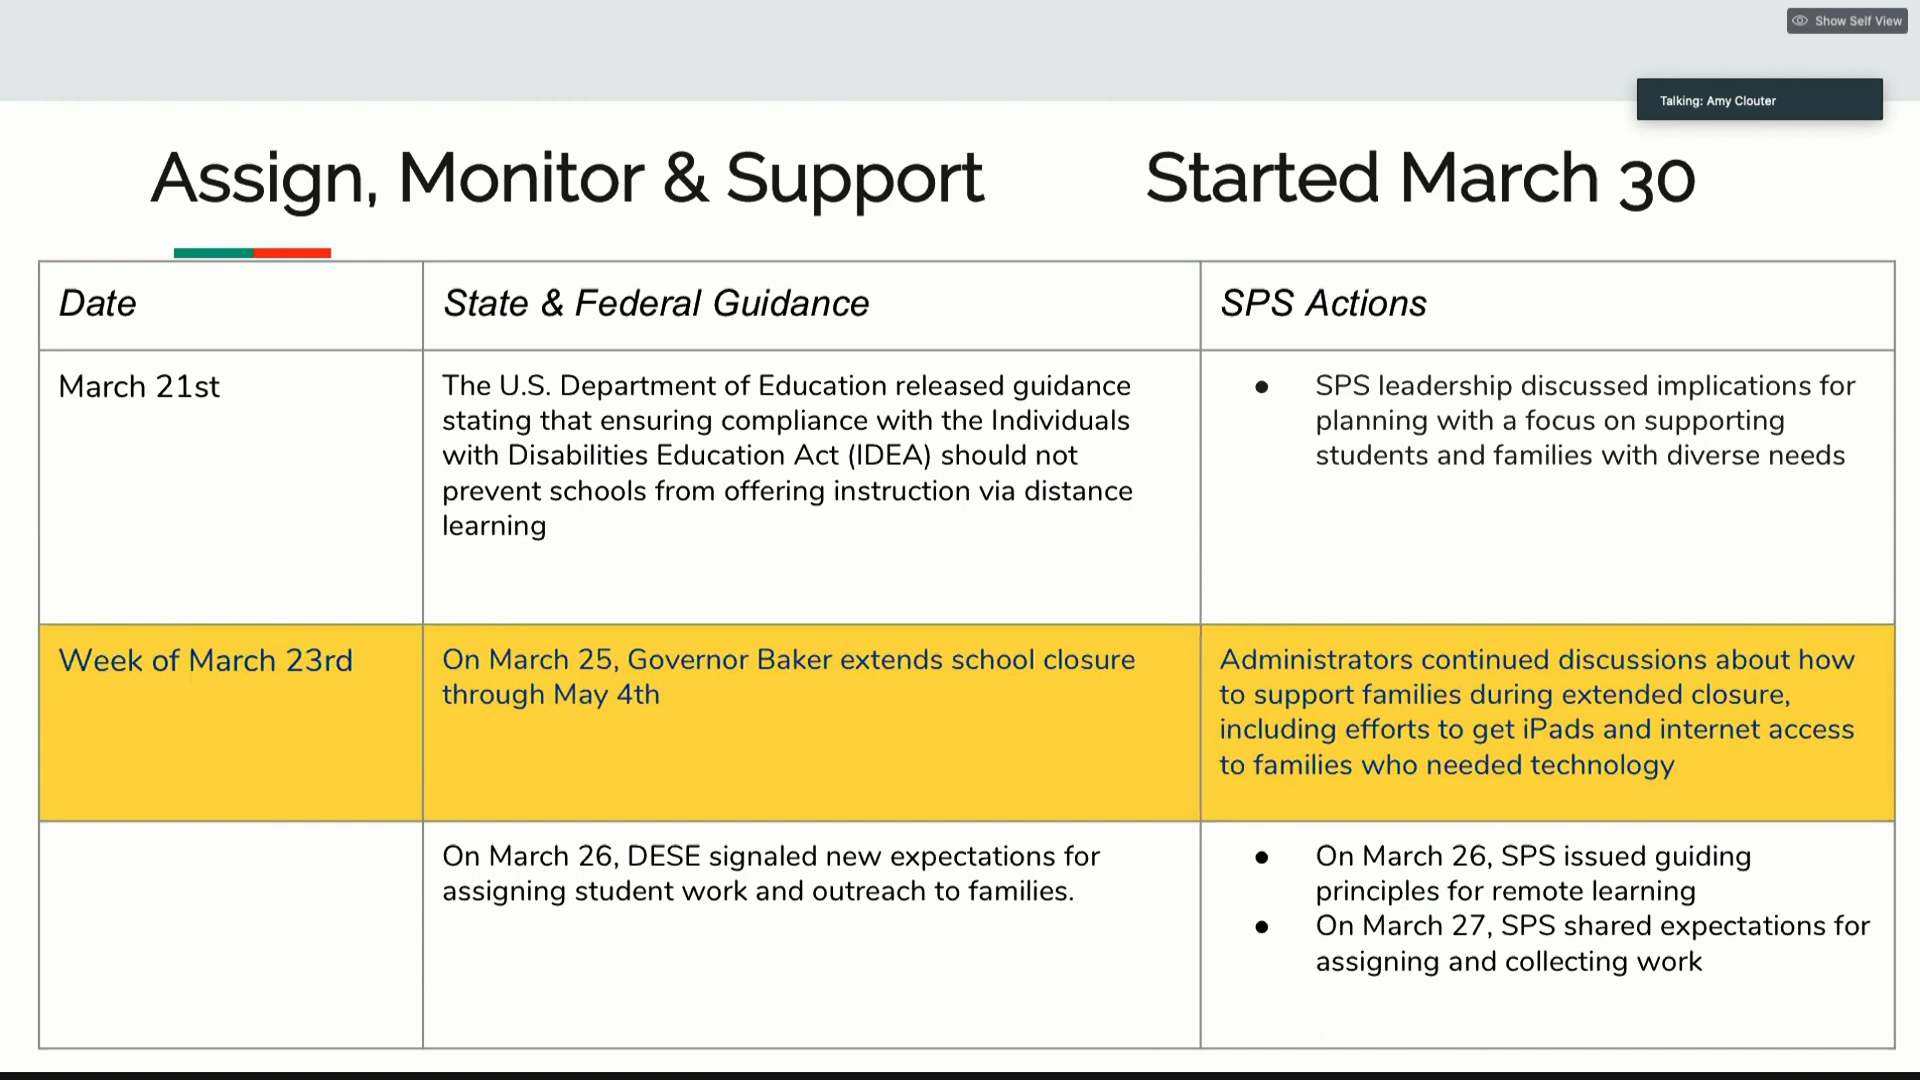 Show Self View
Talking: Amy Clouter
Assign, Monitor & Support Started March 30
Date
State & Federal Guidance
SPS Actions
March 21st
The U.S. Department of Education released guidance
stating that ensuring compliance with the Individuals
with Disabilities Education Act (IDEA) should not
prevent schools from offering instruction via distance
learning
● SPS leadership discussed implications for
planning with a focus on supporting
students and families with diverse needs
Week of March 23rd
On March 25, Governor Baker extends school closure
through May 4th
Administrators continued discussions about how
to support families during extended closure,
including efforts to get iPads and internet access
to families who needed technology
On March 26, DESE signaled new expectations for
assigning student work and outreach to families.
● On March 26, SPS issued guiding
principles for remote learning
● On March 27, SPS shared expectations for
assigning and collecting work